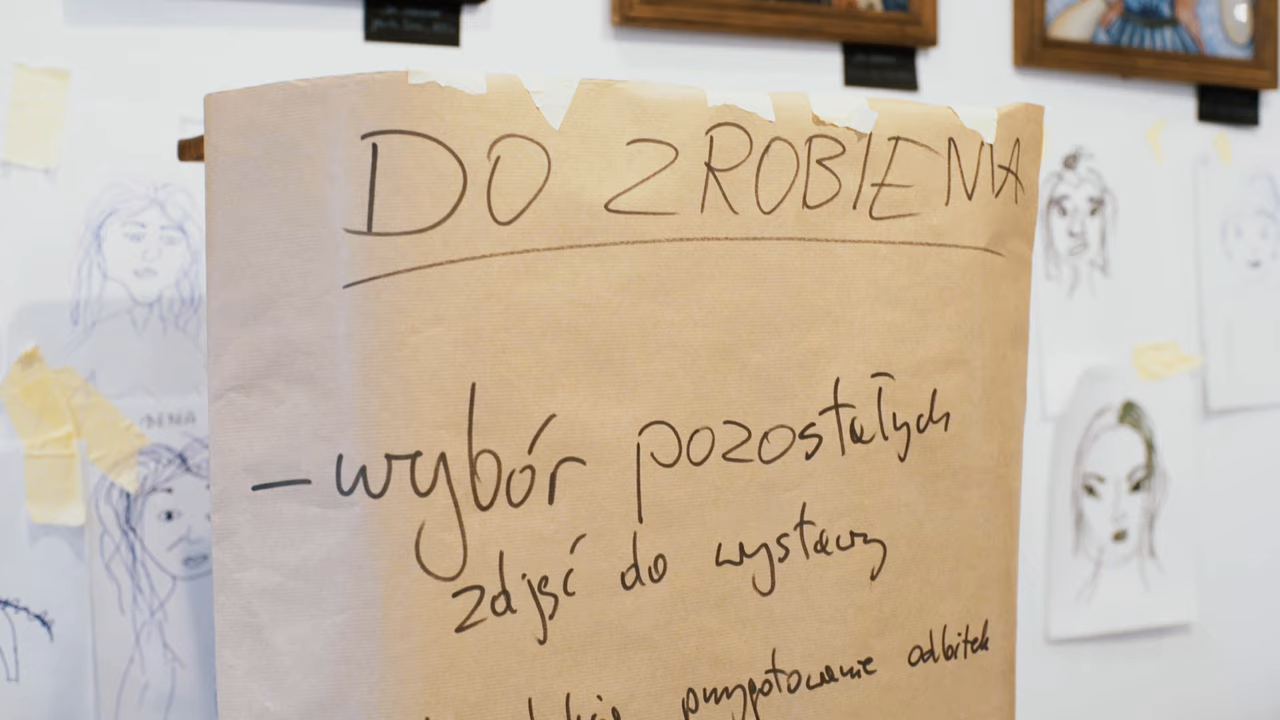 DO ZROBIENIA
- wybór pozostałych
zdjęć do wystawy
przygotowanie odbitek